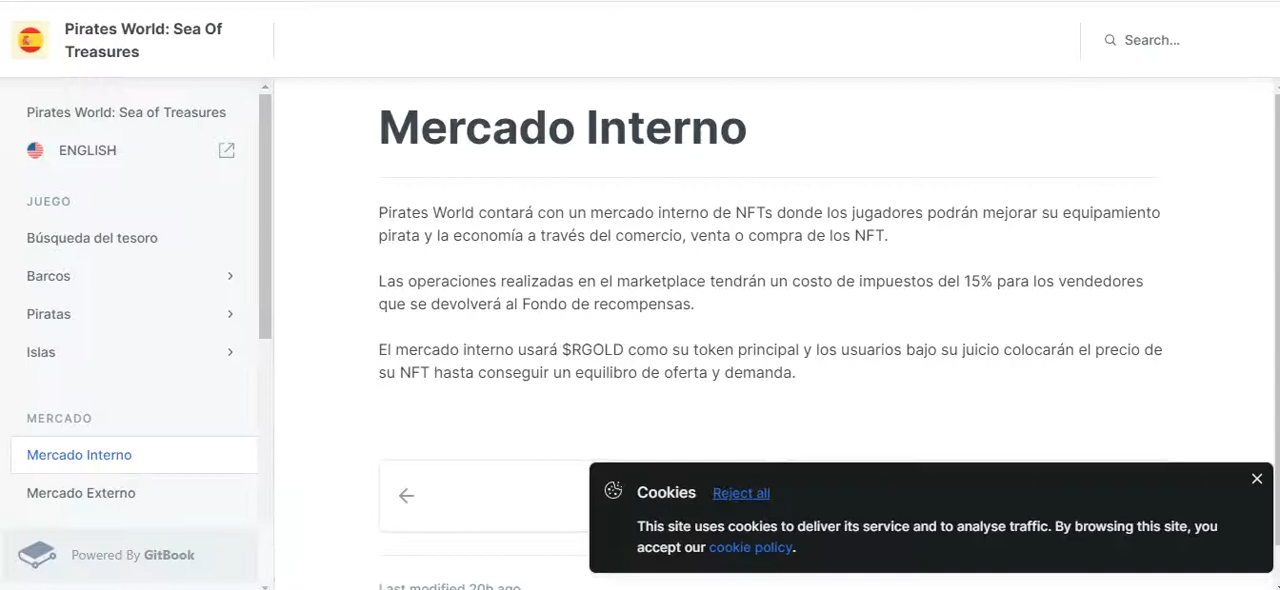 Pirates World: Sea Of
Treasures
Search...
Pirates World: Sea of Treasures
ENGLISH
JUEGO
Búsqueda del tesoro
Barcos
Piratas
Islas
MERCADO
Mercado Interno
Mercado Externo
Powered By GitBook
Mercado Interno
Pirates World contará con un mercado interno de NFTs donde los jugadores podrán mejorar su equipamiento
pirata y la economía a través del comercio, venta o compra de los NFT.
Las operaciones realizadas en el marketplace tendrán un costo de impuestos del 15% para los vendedores
que se devolverá al Fondo de recompensas.
El mercado interno usará $RGOLD como su token principal y los usuarios bajo su juicio colocarán el precio de
su NFT hasta conseguir un equilibro de oferta y demanda.
Cookies Reject all
This site uses cookies to deliver its service and to analyse traffic. By browsing this site, you
accept our cookie policy.
Last modified 20h ago